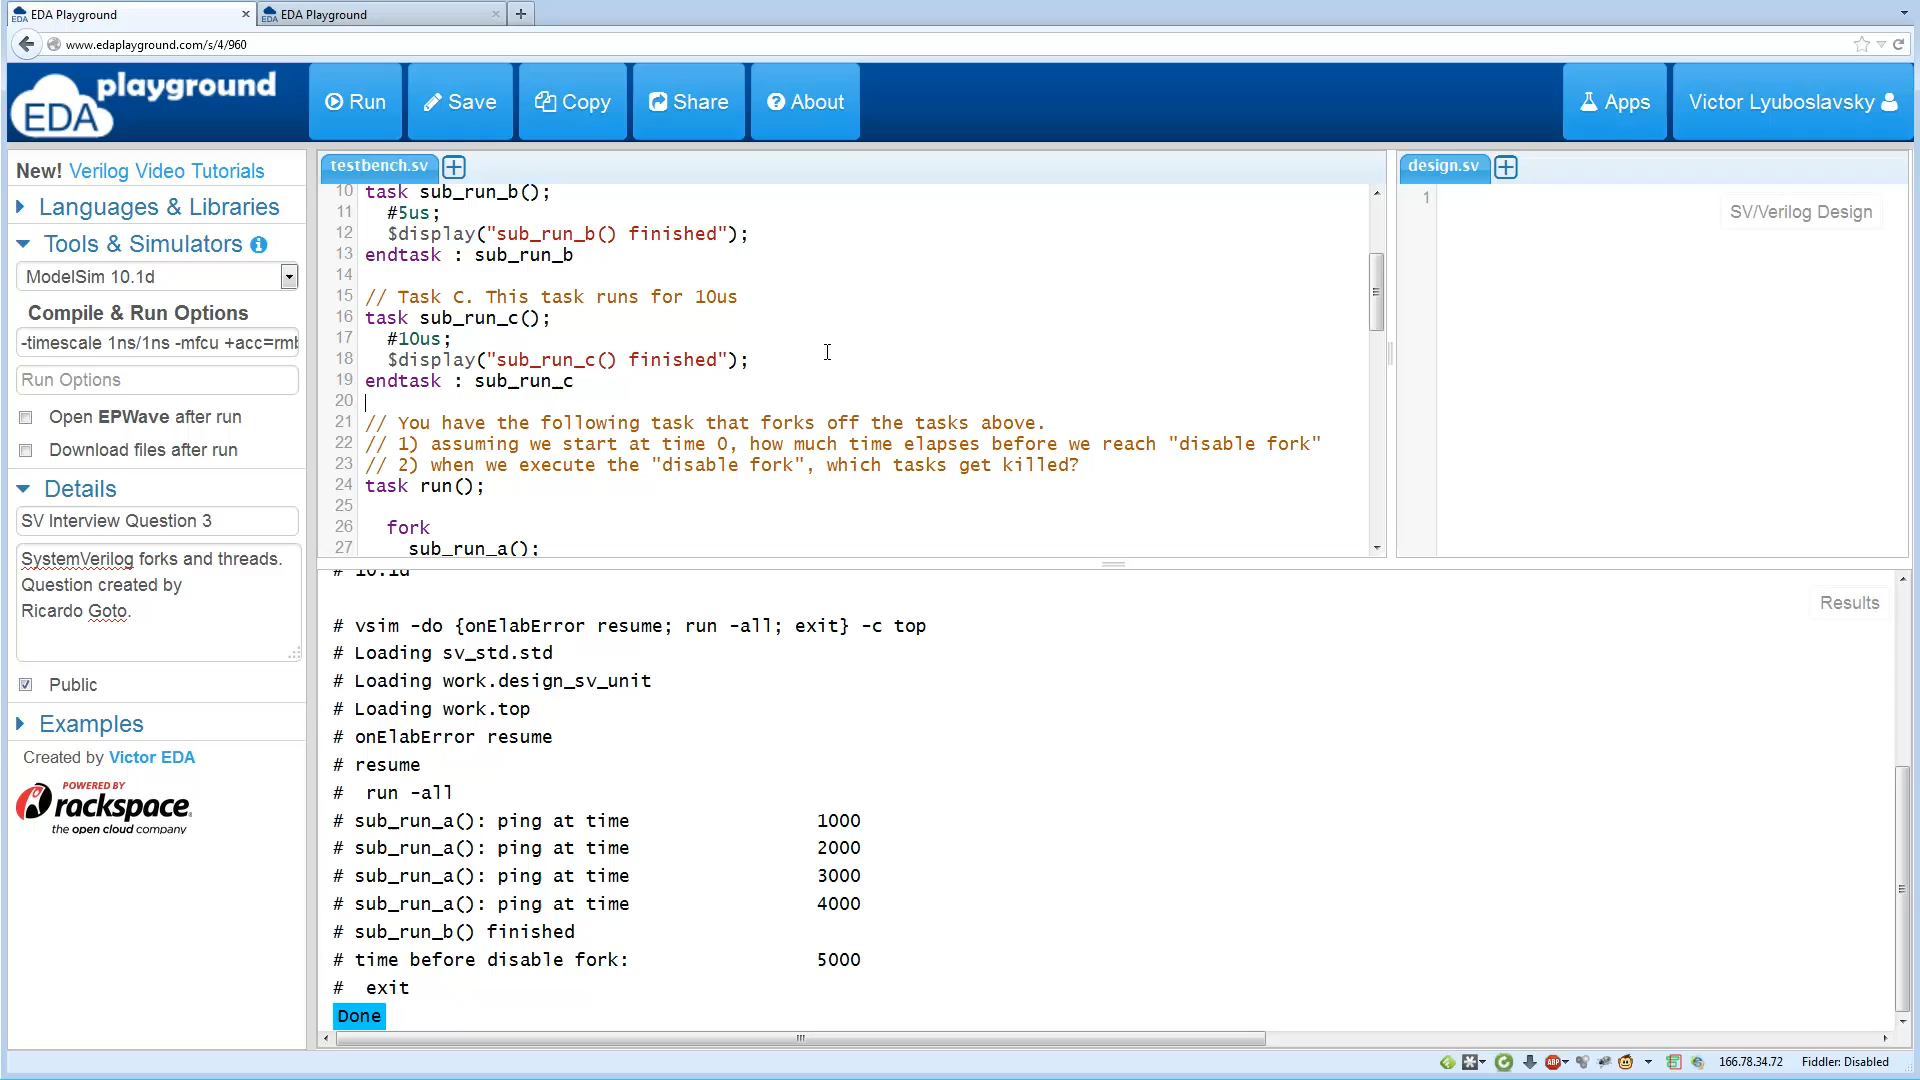 EDA Playground
EDA Playground
www.edaplayground.com/s/4/960
EDA playground
Run
Save
Copy
Share
About
Apps
Victor Lyuboslavsky
New! Verilog Video Tutorials
Languages & Libraries
Tools & Simulators
ModelSim 10.1d
Compile & Run Options
-timescale 1ns/1ns -mfcu +acc=rmb
Run Options
Open EPWave after run
Download files after run
Details
SV Interview Question 3
SystemVerilog forks and threads.
Question created by
Ricardo Goto.
Public
Examples
Created by Victor EDA
POWERED BY
rackspace.
the open cloud company
testbench.sv
10 task sub_run_b();
11 #5us;
12 $display("sub_run_b() finished");
13 endtask : sub_run_b
14
15 // Task C. This task runs for 10us
16 task sub_run_c();
17 #10us;
18 $display("sub_run_c() finished");
19 endtask : sub_run_c
20
21 // You have the following task that forks off the tasks above.
22 // 1) assuming we start at time 0, how much time elapses before we reach "disable fork"
23 // 2) when we execute the "disable fork", which tasks get killed?
24 task run();
25
26 fork
27 sub_run_a();
design.sv
1
SV/Verilog Design
# 10.1d
Results
# vsim -do {onElabError resume; run -all; exit} -c top
# Loading sv_std.std
# Loading work.design_sv_unit
# Loading work.top
# onElabError resume
# resume
# run -all
# sub_run_a(): ping at time 1000
# sub_run_a(): ping at time 2000
# sub_run_a(): ping at time 3000
# sub_run_a(): ping at time 4000
# sub_run_b() finished
# time before disable fork: 5000
# exit
Done
ABP
166.78.34.72
Fiddler: Disabled